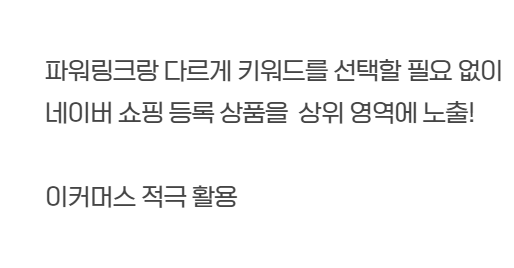 파워링크랑 다르게 키워드를 선택할 필요 없이
네이버 쇼핑 등록 상품을 상위 영역에 노출!
이커머스 적극 활용